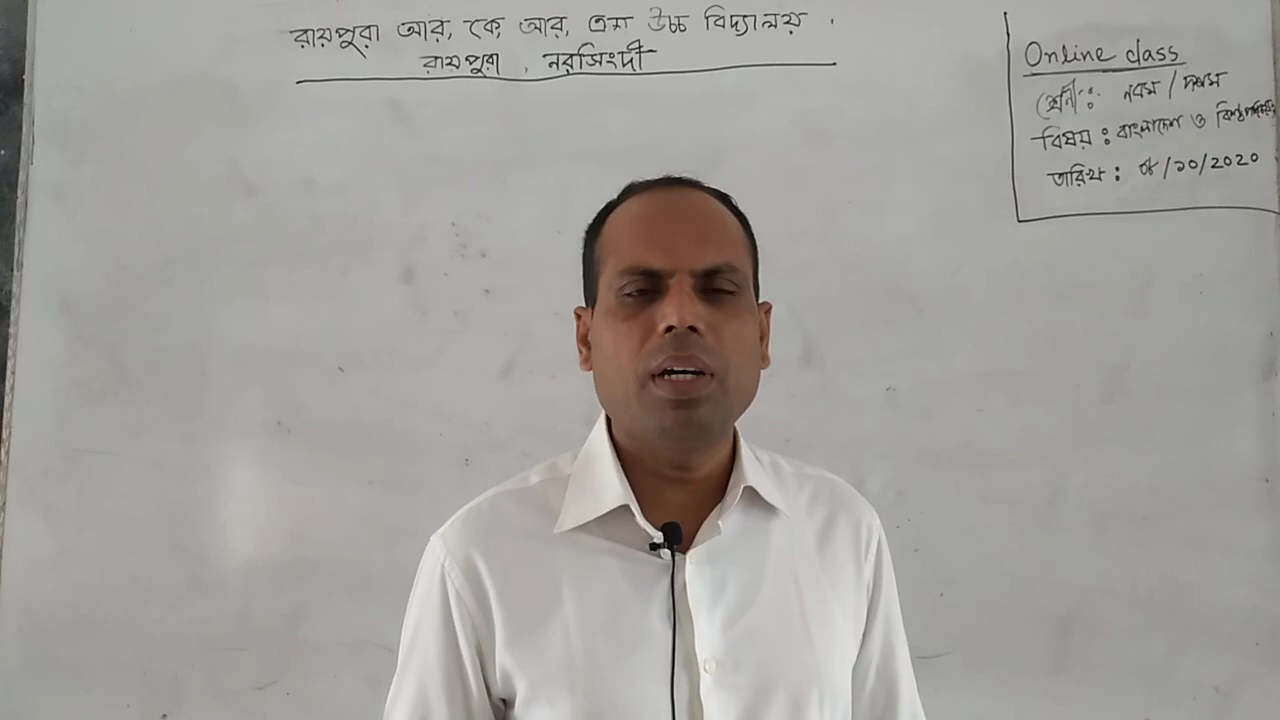 রায়পুরা আর, কে, আর, এম উচ্চ বিদ্যালয়.
রায়পুরা, নরসিংদী
Online class
শ্রেণী: নবম / দশম
বিষয়: বাংলাদেশ ও বিশ্বপরিচয়
তারিখ: ০৮/১০/2020